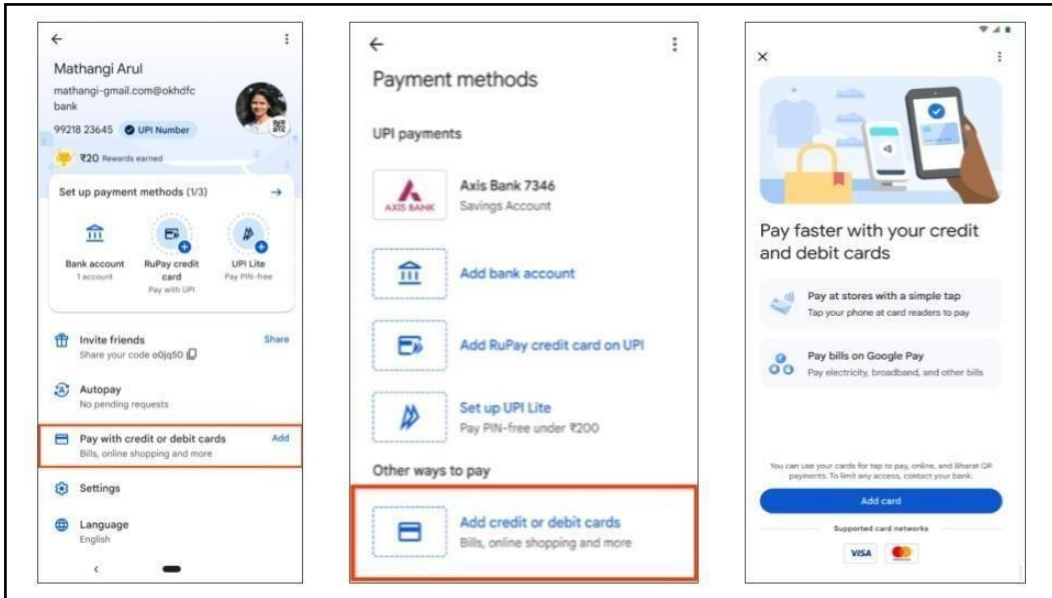 Mathangi Arul
mathangi-gmail.com@okhdfc
bank
99218 23645 UPI Number
₹20 Rewards earned
Set up payment methods (1/3)
Bank account
1 account
RuPay credit
card
Pay with UPI
UPI Lite
Pay PIN-free
Invite friends
Share
Share your code o0jq50
Autopay
No pending requests
Pay with credit or debit cards
Add
Bills, online shopping and more
Settings
Language
English
Payment methods
UPI payments
AXIS BANK
Axis Bank 7346
Savings Account
Add bank account
Add RuPay credit card on UPI
Set up UPI Lite
Pay PIN-free under ₹200
Other ways to pay
Add credit or debit cards
Bills, online shopping and more
Pay faster with your credit
and debit cards
Pay at stores with a simple tap
Tap your phone at card readers to pay
Pay bills on Google Pay
Pay electricity, broadband, and other bills
You can use your cards for tap to pay, online, and Bharat QR
payments. To limit any access, contact your bank.
Add card
Supported card networks
VISA